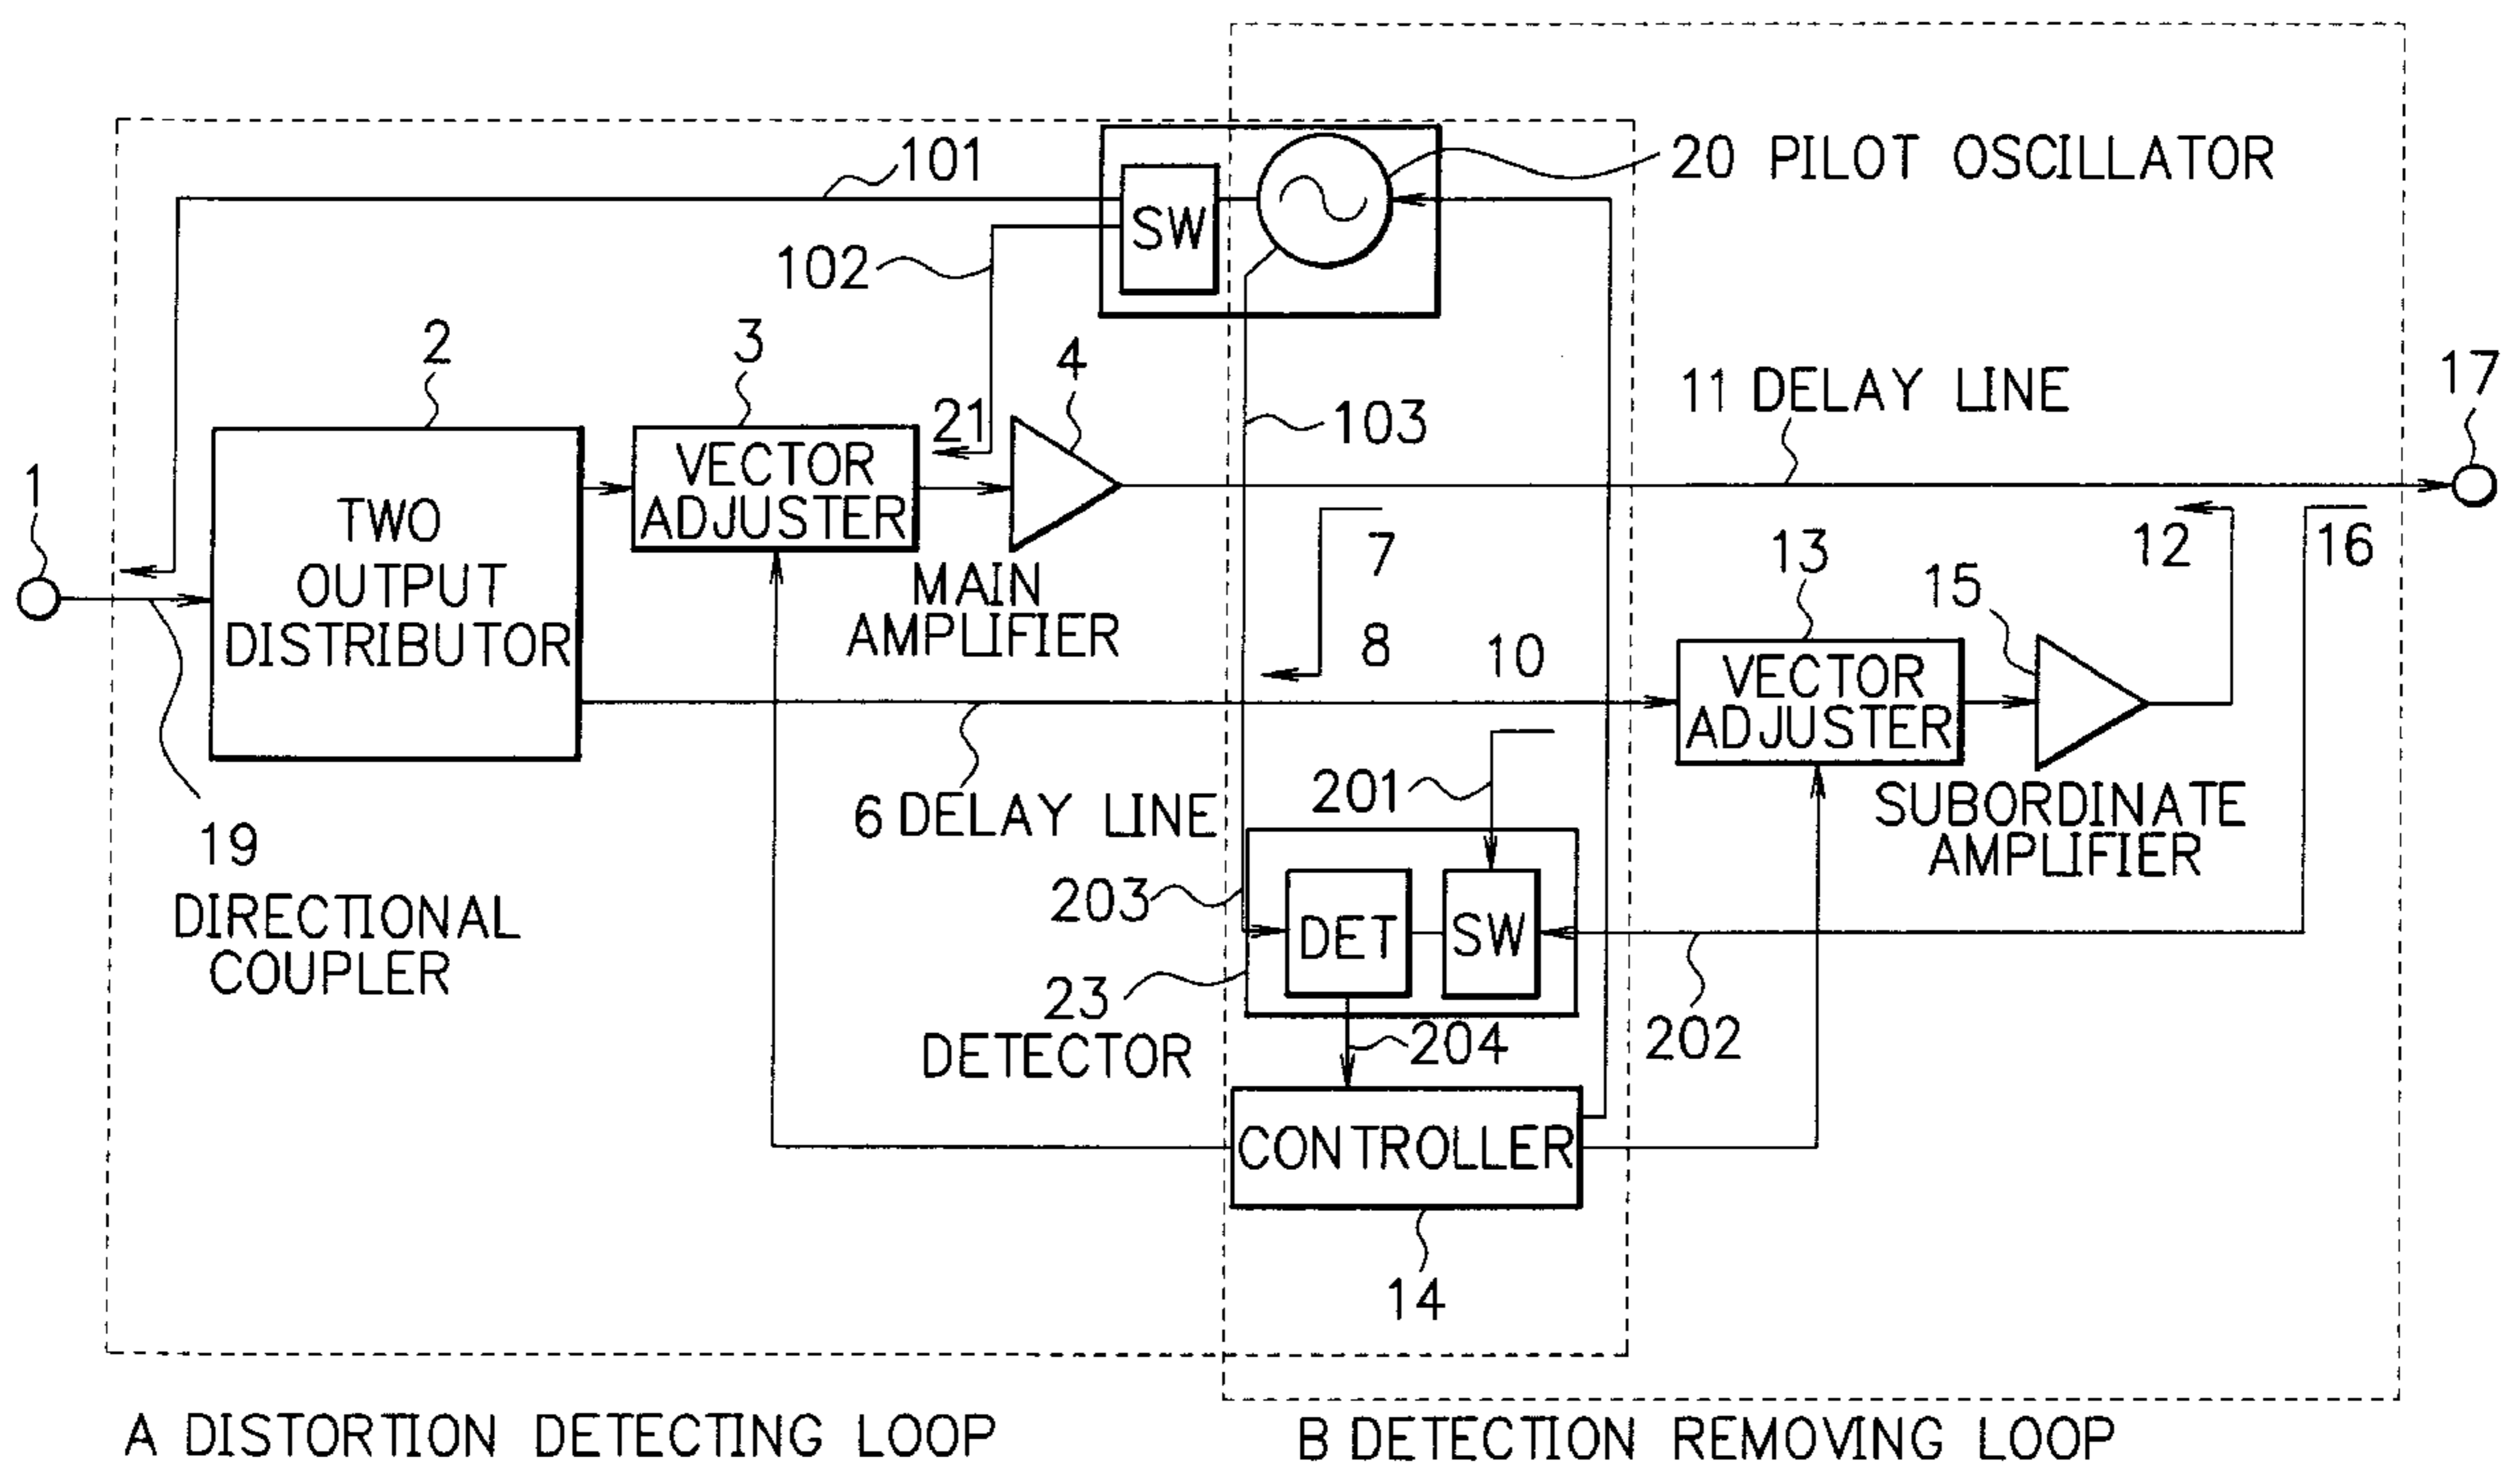 101
20 PILOT OSCILLATOR
SW
102
2
3
4
21
103
11 DELAY LINE
17
1
TWO
OUTPUT
DISTRIBUTOR
VECTOR
ADJUSTER
MAIN
AMPLIFIER
7
8
10
12
16
13
15
VECTOR
ADJUSTER
SUBORDINATE
AMPLIFIER
6 DELAY LINE
19
DIRECTIONAL
COUPLER
201
203
DET
SW
23
DETECTOR
204
202
CONTROLLER
14
A DISTORTION DETECTING LOOP
B DETECTION REMOVING LOOP